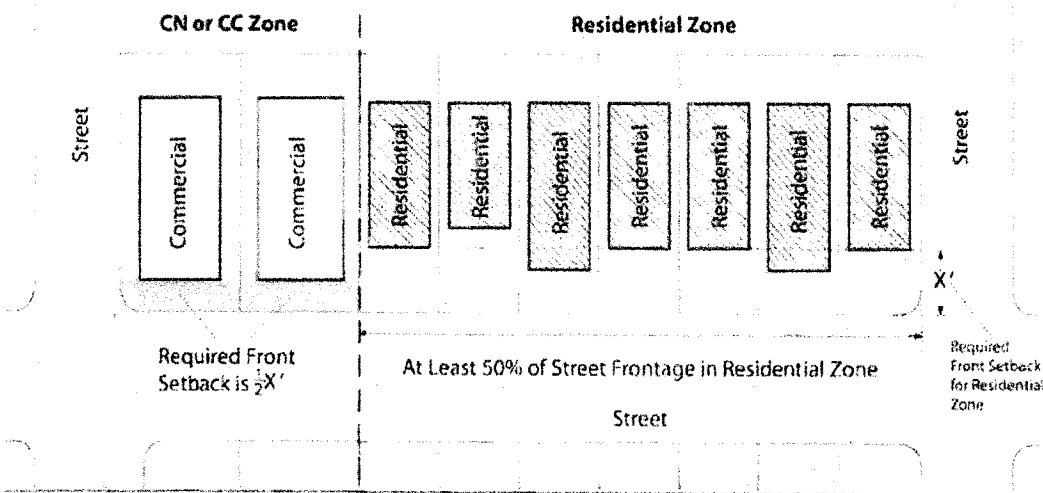 CN or CC Zone
Residential Zone
Street
Commercial
Commercial
Residential
Residential
Residential
Residential
Residential
Residential
Residential
Street
X'
Required Front
Setback is ½X'
At Least 50% of Street Frontage in Residential Zone
Required
Front Setback
for Residential
Zone
Street